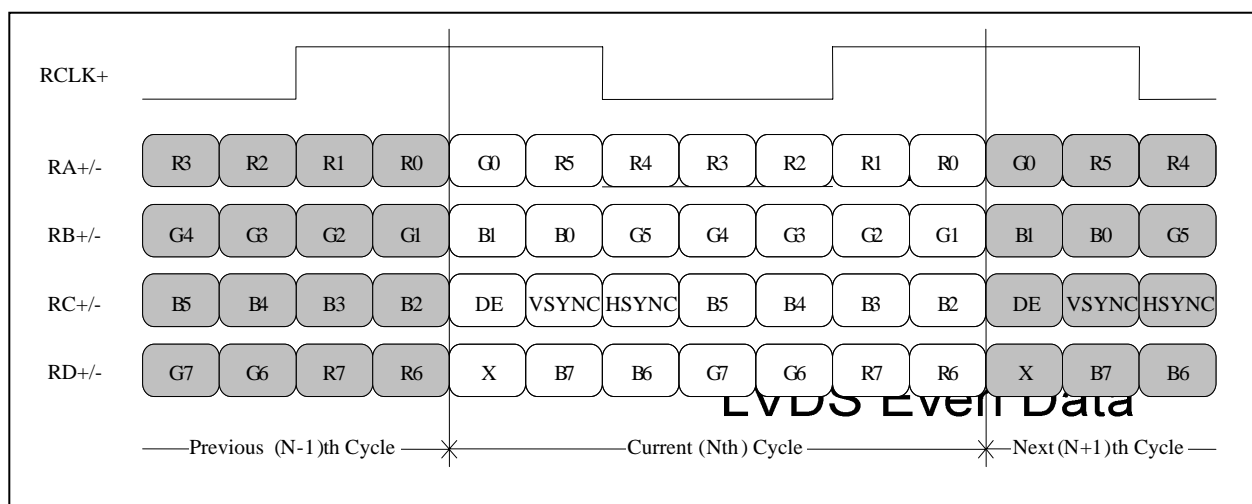 RCLK+
RA+/- R3 R2 R1 R0 G0 R5 R4 R3 R2 R1 R0 G0 R5 R4
RB+/- G4 G3 G2 G1 B1 B0 G5 G4 G3 G2 G1 B1 B0 G5
RC+/- B5 B4 B3 B2 DE VSYNC HSYNC B5 B4 B3 B2 DE VSYNC HSYNC
RD+/- G7 G6 R7 R6 X B7 B6 G7 G6 R7 R6 X B7 B6
LVDS Even Data
Previous (N-1)th Cycle Current (Nth) Cycle Next (N+1)th Cycle